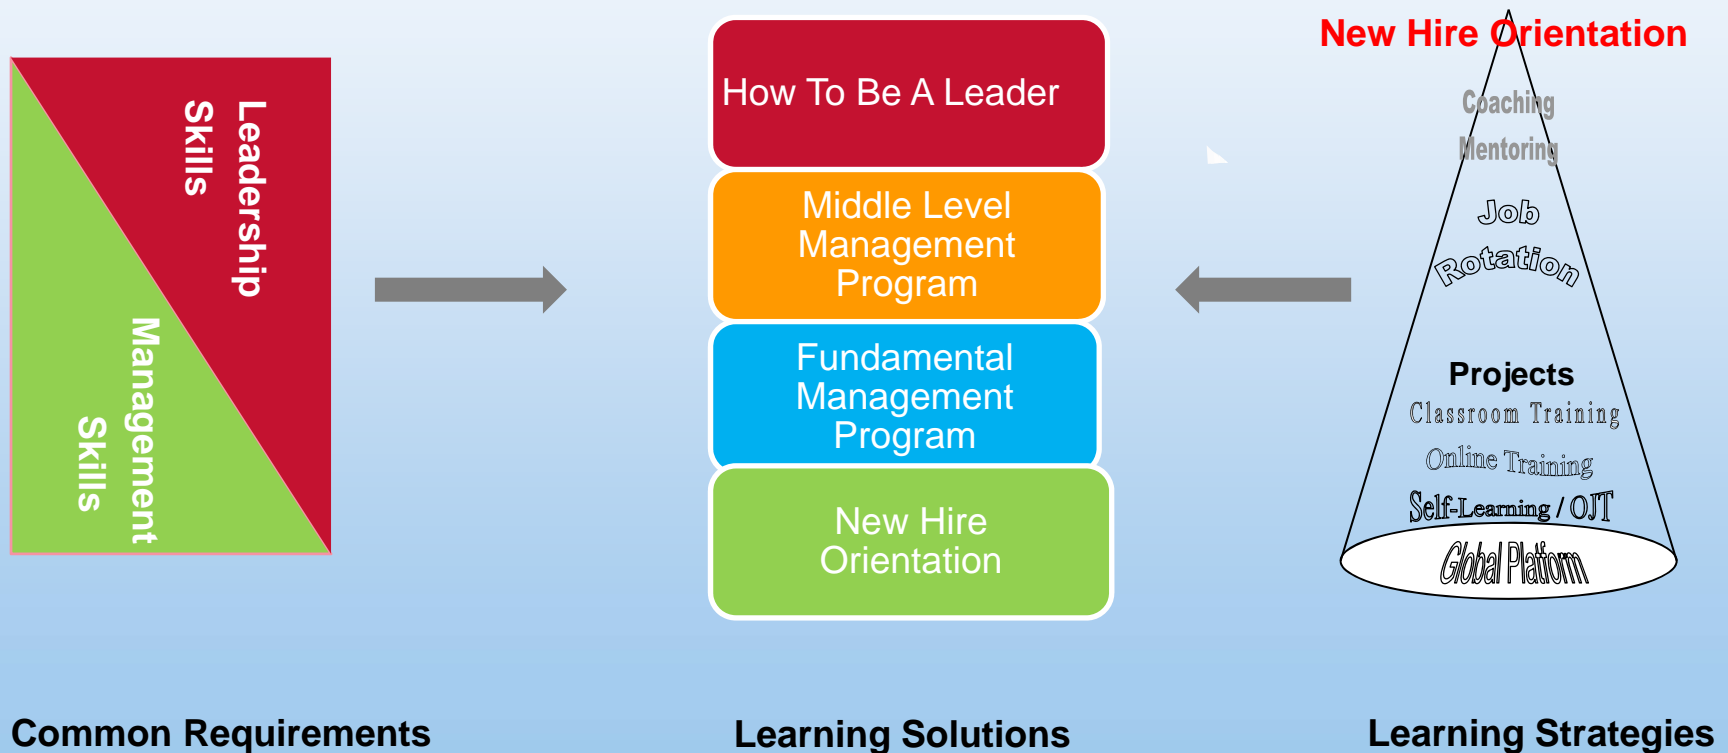 Leadership
Skills
Management
Skills
Common Requirements
How To Be A Leader
Middle Level
Management
Program
Fundamental
Management
Program
New Hire
Orientation
Learning Solutions
New Hire Orientation
Coaching
Mentoring
Job
Rotation
Projects
Classroom Training
Online Training
Self-Learning / OJT
Global Platform
Learning Strategies